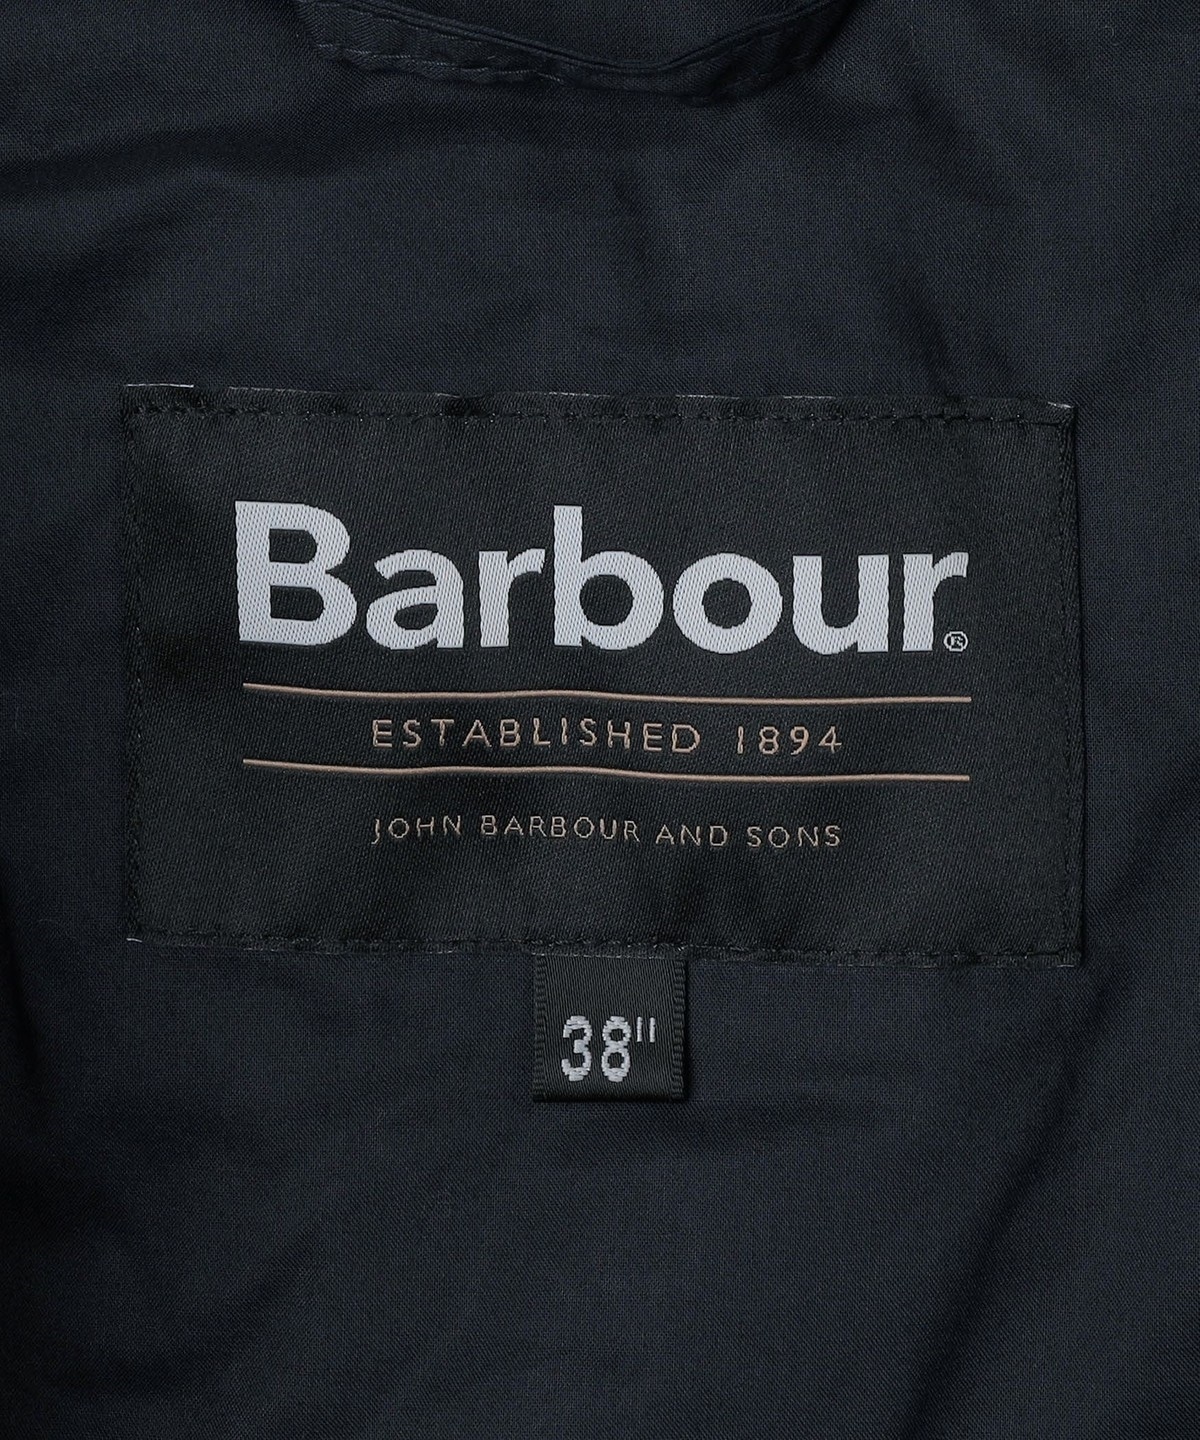 Barbour®
ESTABLISHED 1894
JOHN BARBOUR AND SONS
38"